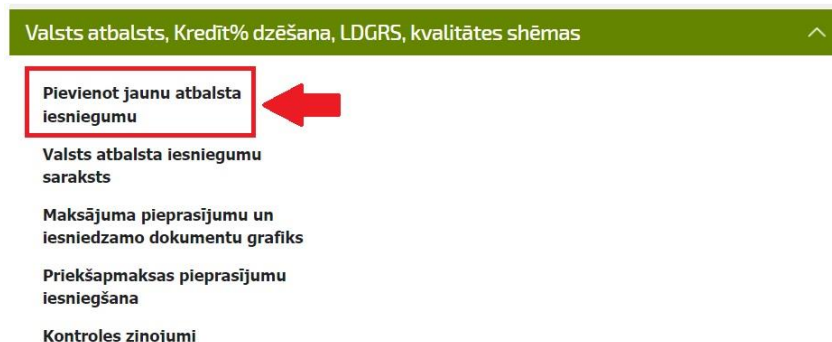 Valsts atbalsts, Kredīt% dzēšana, LDGRS, kvalitātes shēmas
Pievienot jaunu atbalsta
iesniegumu
Valsts atbalsta iesniegumu
saraksts
Maksājuma pieprasījumu un
iesniedzamo dokumentu grafiks
Priekšapmaksas pieprasījumu
iesniegšana
Kontroles ziņojumi